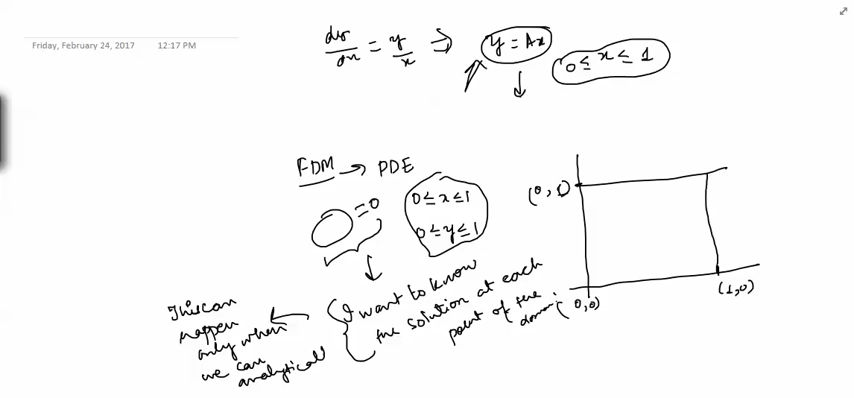 Friday, February 24, 2017 12:17 PM
dy/dx = y/x ⇒ y = Ax
0 ≤ x ≤ 1
FDM → PDE
= 0
0 ≤ x ≤ 1
0 ≤ y ≤ 1
(0,1)
(0,0)
(1,0)
I want to know
the solution at each
point of the
domain.
This can
happen
only when
we can
analytical